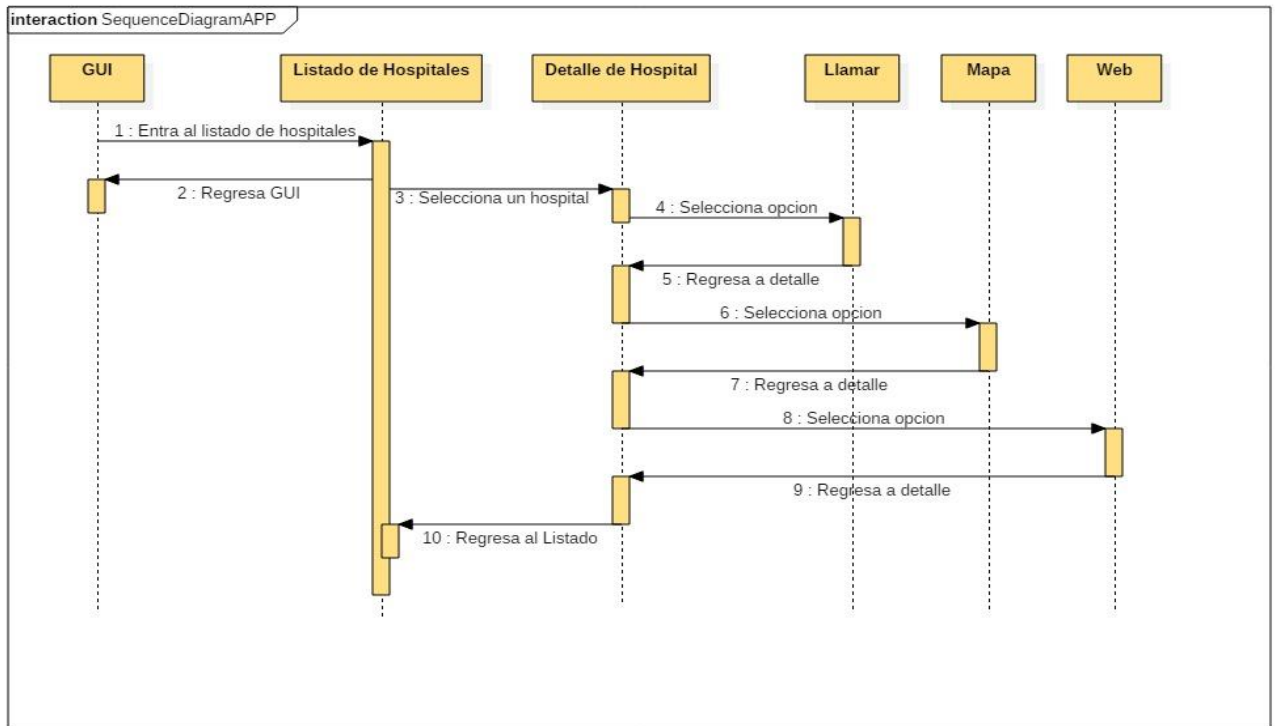 interaction SequenceDiagramAPP
GUI
Listado de Hospitales
Detalle de Hospital
Llamar
Mapa
Web
1 : Entra al listado de hospitales
2 : Regresa GUI
3 : Selecciona un hospital
4 : Selecciona opcion
5 : Regresa a detalle
6 : Selecciona opcion
7 : Regresa a detalle
8 : Selecciona opcion
9 : Regresa a detalle
10 : Regresa al Listado